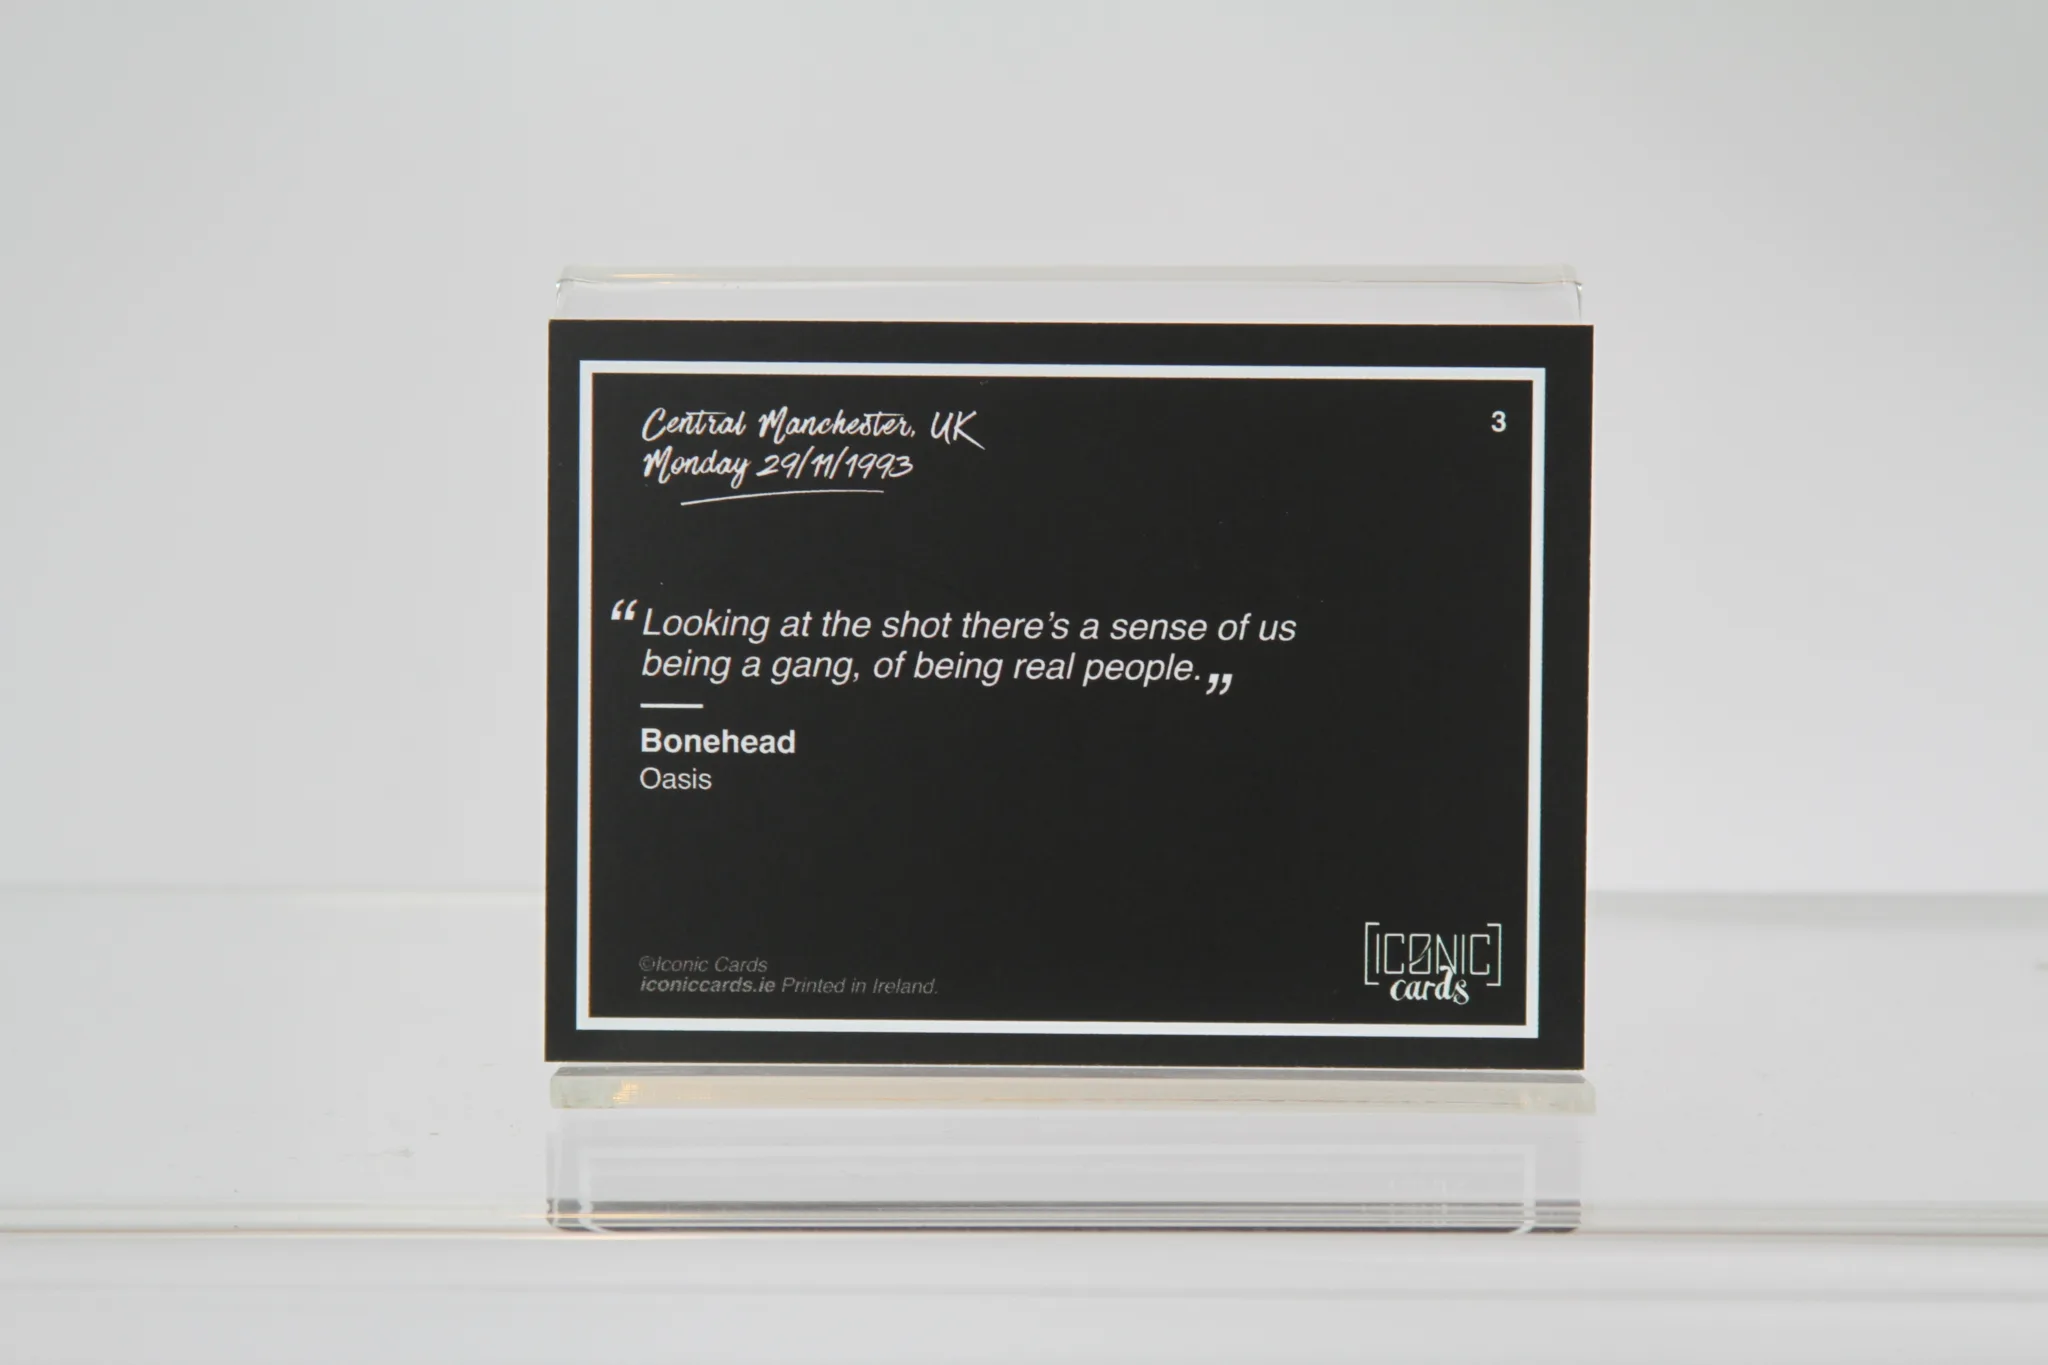 Central Manchester, UK
Monday 29/11/1993
3
“Looking at the shot there’s a sense of us
being a gang, of being real people.”
Bonehead
Oasis
©Iconic Cards
iconiccards.ie Printed in Ireland.
[ICONIC]
cards